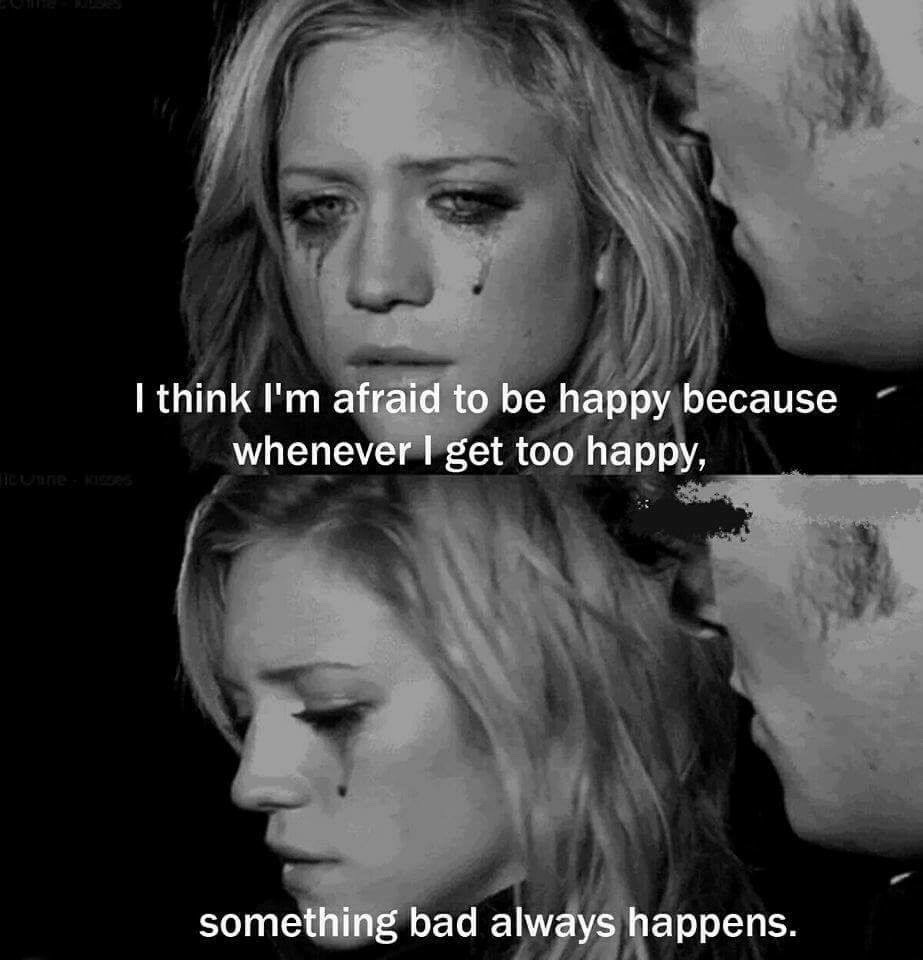 I think I'm afraid to be happy because
whenever I get too happy,
something bad always happens.